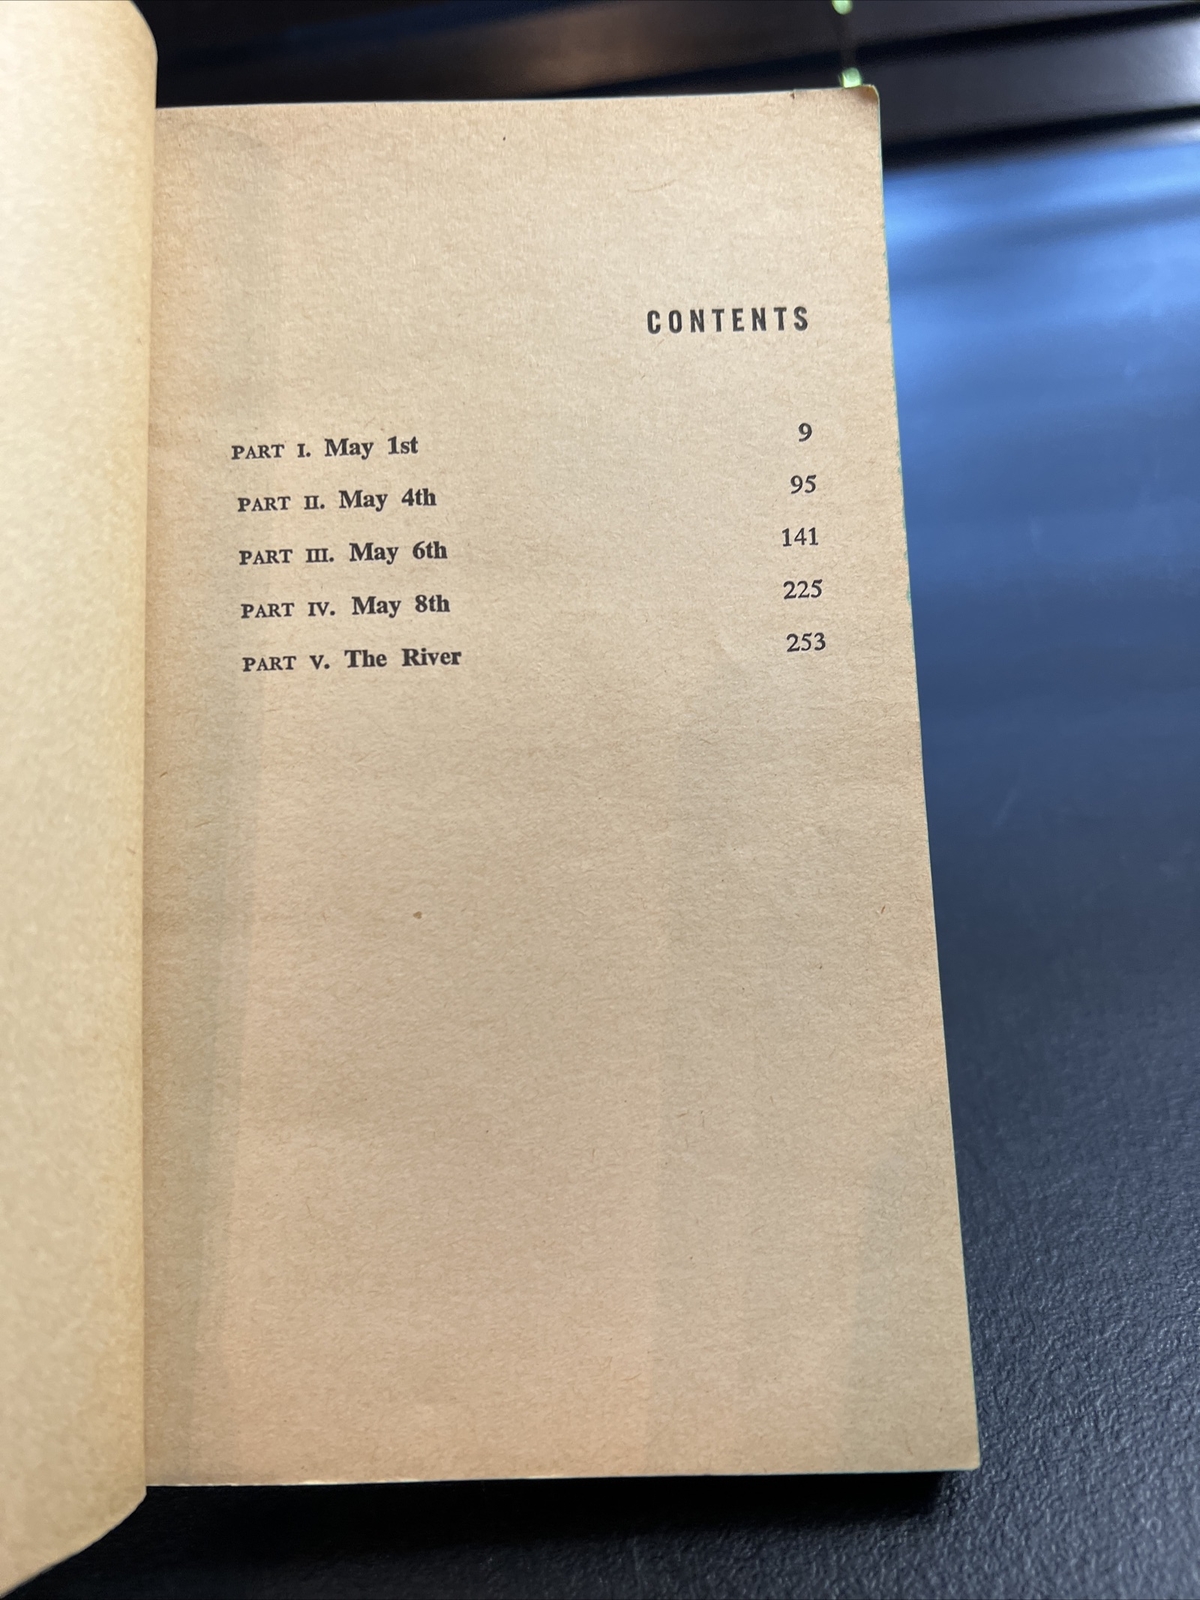 CONTENTS
PART I. May 1st 9
PART II. May 4th 95
PART III. May 6th 141
PART IV. May 8th 225
PART V. The River 253